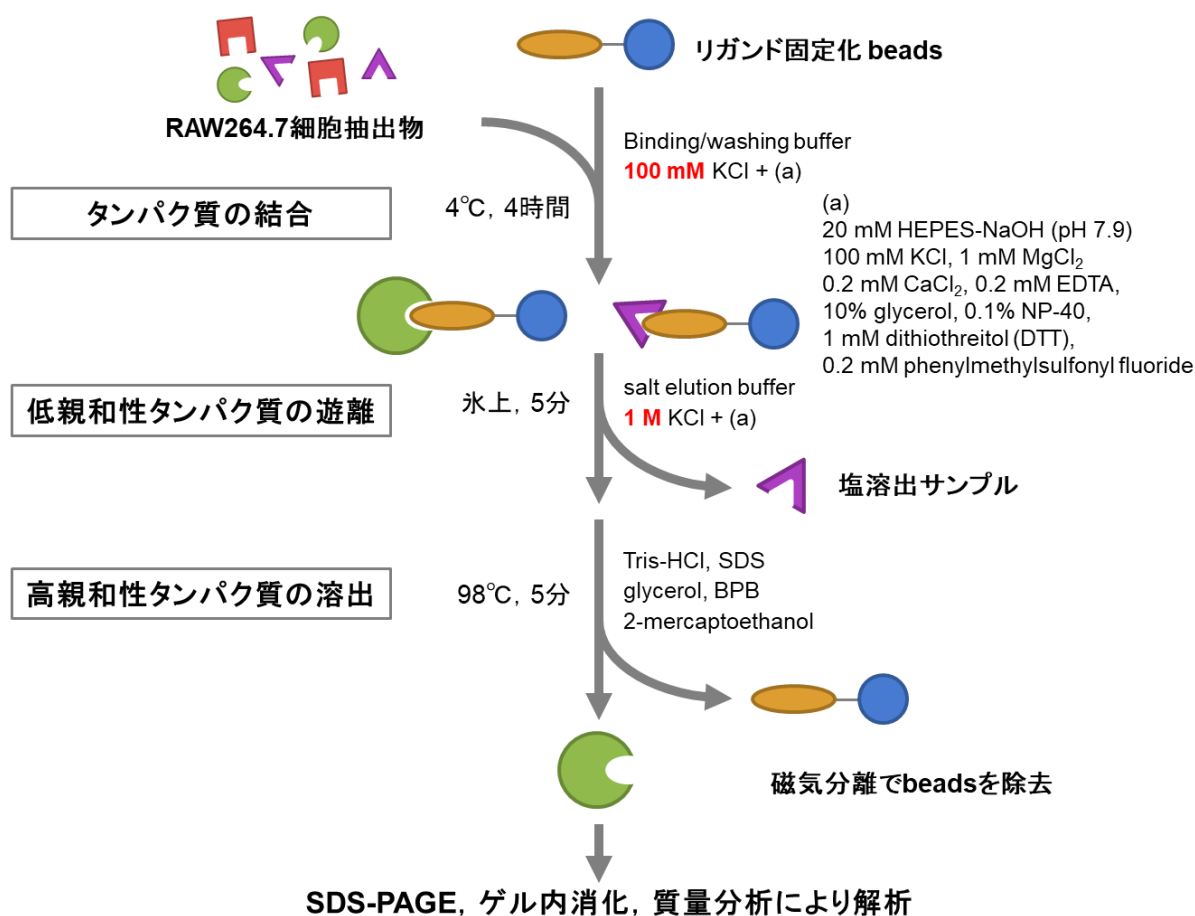 リガンド固定化 beads
RAW264.7細胞抽出物
Binding/washing buffer
100 mM KCl + (a)
タンパク質の結合
4℃, 4時間
(a)
20 mM HEPES-NaOH (pH 7.9)
100 mM KCl, 1 mM MgCl₂
0.2 mM CaCl₂, 0.2 mM EDTA,
10% glycerol, 0.1% NP-40,
1 mM dithiothreitol (DTT),
0.2 mM phenylmethylsulfonyl fluoride
低親和性タンパク質の遊離
氷上, 5分
salt elution buffer
1 M KCl + (a)
塩溶出サンプル
高親和性タンパク質の溶出
98℃, 5分
Tris-HCl, SDS
glycerol, BPB
2-mercaptoethanol
磁気分離でbeadsを除去
SDS-PAGE, ゲル内消化, 質量分析により解析